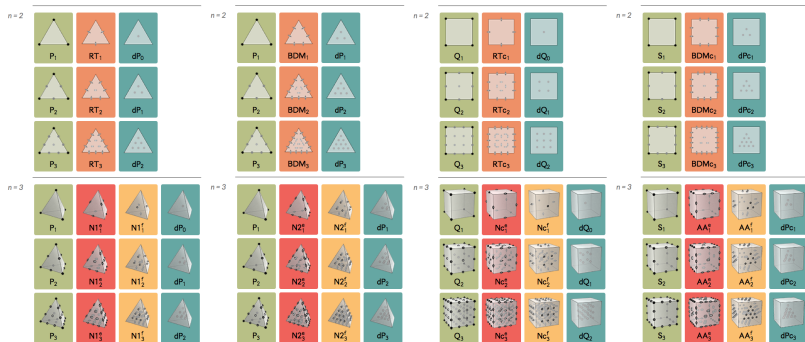 n=2 n=2 n=2 n=2
P₁ RT₁ dP₀ P₁ BDM₁ dP₁ Q₁ RTc₁ dQ₀ S₁ BDMc₁ dPc₁
P₂ RT₂ dP₁ P₂ BDM₂ dP₂ Q₂ RTc₂ dQ₁ S₂ BDMc₂ dPc₂
P₃ RT₃ dP₂ P₃ BDM₃ dP₃ Q₃ RTc₃ dQ₂ S₃ BDMc₃ dPc₃
n=3 n=3 n=3 n=3
P₁ N1ᵉ₁ N1ᶠ₁ dP₀ P₁ N2ᵉ₁ N2ᶠ₁ dP₁ Q₁ Ncᵉ₁ Ncᶠ₁ dQ₀ S₁ AAᵉ₁ AAᶠ₁ dPc₁
P₂ N1ᵉ₂ N1ᶠ₂ dP₁ P₂ N2ᵉ₂ N2ᶠ₂ dP₂ Q₂ Ncᵉ₂ Ncᶠ₂ dQ₁ S₂ AAᵉ₂ AAᶠ₂ dPc₂
P₃ N1ᵉ₃ N1ᶠ₃ dP₂ P₃ N2ᵉ₃ N2ᶠ₃ dP₃ Q₃ Ncᵉ₃ Ncᶠ₃ dQ₂ S₃ AAᵉ₃ AAᶠ₃ dPc₃